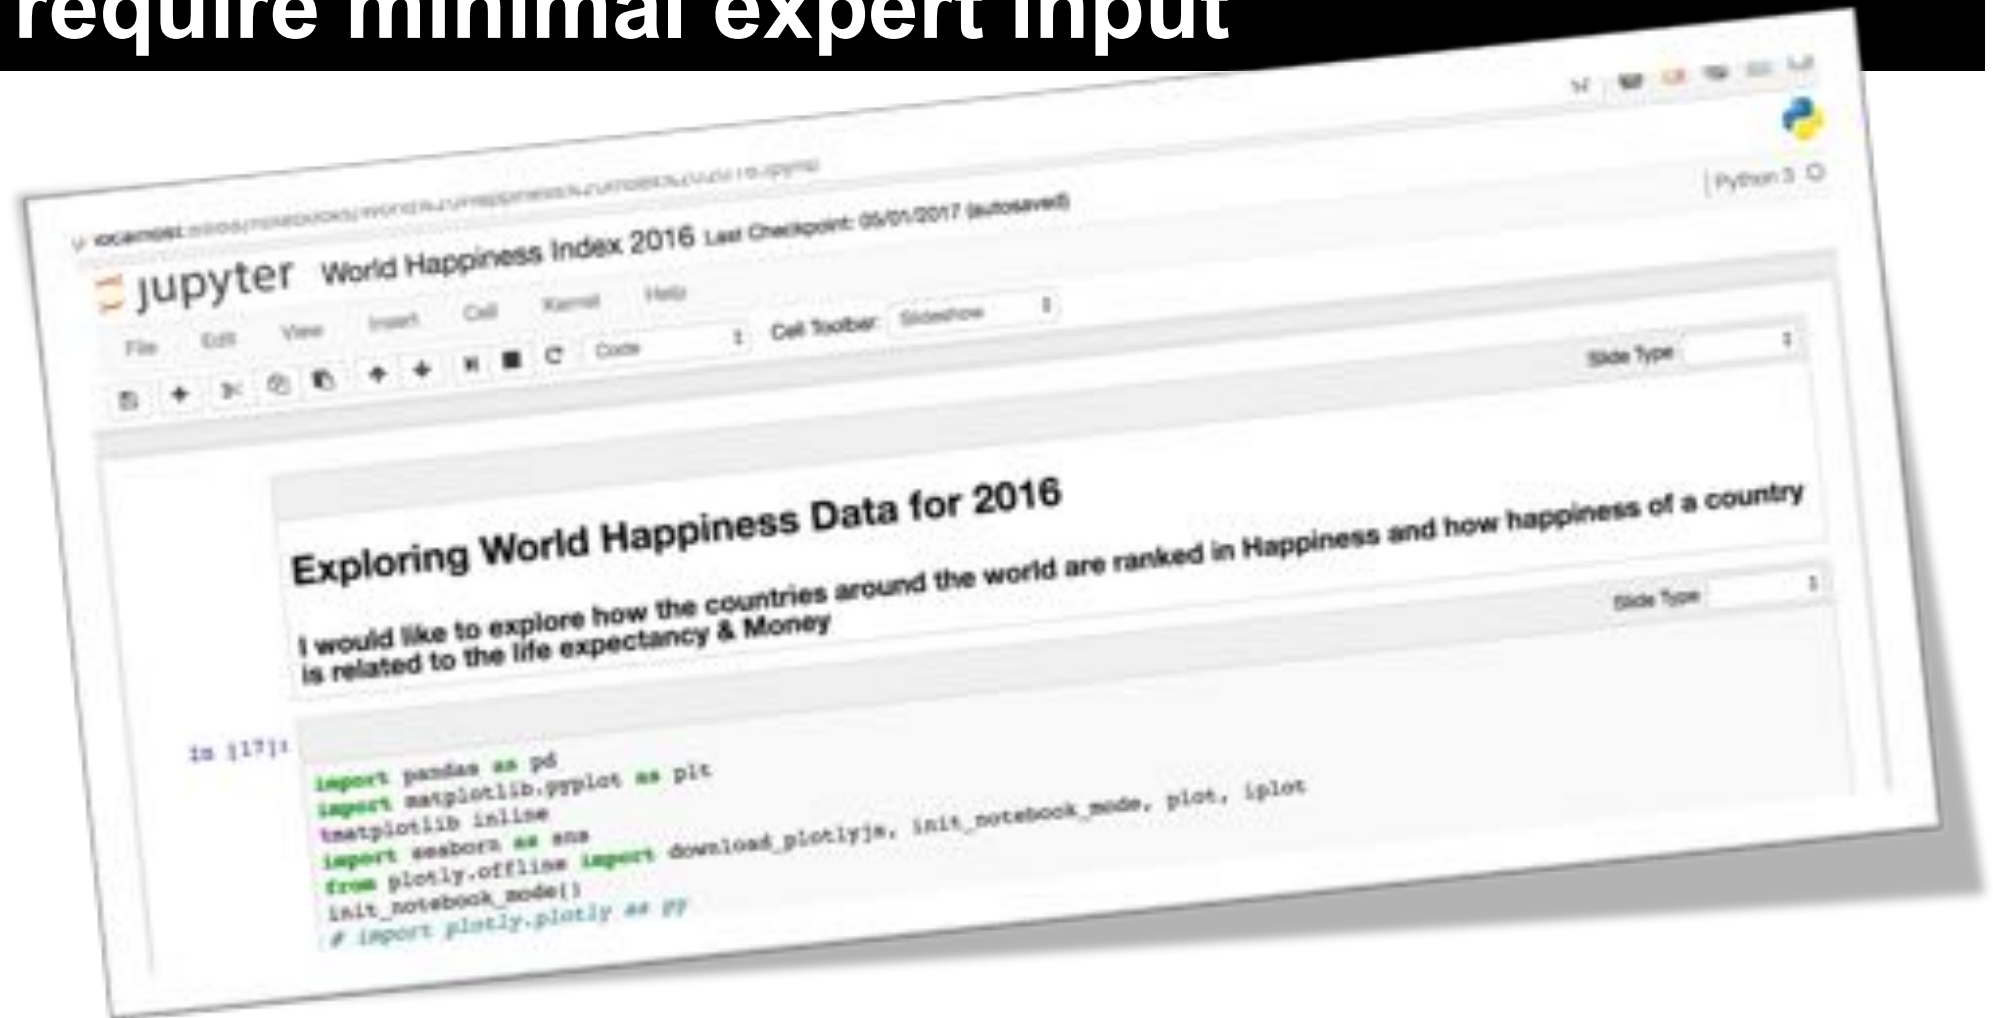 require minimal expert input
jupyter World Happiness Index 2016 Last Checkpoint: 05/01/2017 (autosaved)
Python 3
File Edit View Insert Cell Kernel Help
Code Cell Toolbar: Slideshow
Slide Type
Exploring World Happiness Data for 2016
I would like to explore how the countries around the world are ranked in Happiness and how happiness of a country
is related to the life expectancy & Money
Slide Type
In [17]:
import pandas as pd
import matplotlib.pyplot as plt
%matplotlib inline
import seaborn as sns
from plotly.offline import download_plotlyjs, init_notebook_mode, plot, iplot
init_notebook_mode()
# import plotly.plotly as py